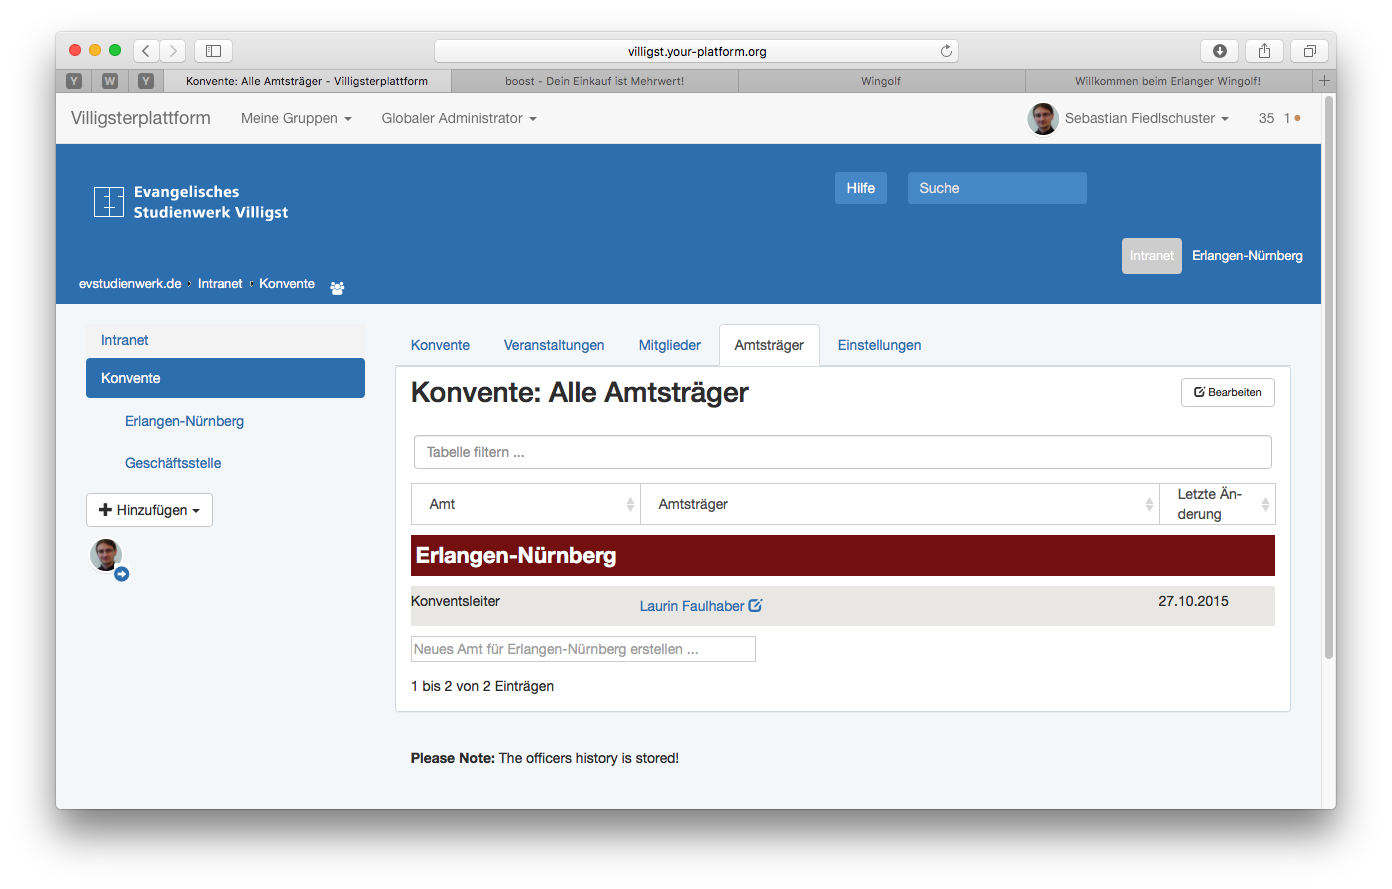 villigst.your-platform.org
Y
W
Y
Konvente: Alle Amtsträger - Villigsterplattform
boost - Dein Einkauf ist Mehrwert!
Wingolf
Willkommen beim Erlanger Wingolf!
Villigsterplattform
Meine Gruppen
Globaler Administrator
Sebastian Fiedlschuster
35
1
Evangelisches
Studienwerk Villigst
Hilfe
Suche
Intranet
Erlangen-Nürnberg
evstudienwerk.de › Intranet › Konvente
Intranet
Konvente
Erlangen-Nürnberg
Geschäftsstelle
Hinzufügen
Konvente
Veranstaltungen
Mitglieder
Amtsträger
Einstellungen
Konvente: Alle Amtsträger
Bearbeiten
Tabelle filtern ...
Amt
Amtsträger
Letzte Än-
derung
Erlangen-Nürnberg
Konventsleiter
Laurin Faulhaber
27.10.2015
Neues Amt für Erlangen-Nürnberg erstellen ...
1 bis 2 von 2 Einträgen
Please Note: The officers history is stored!